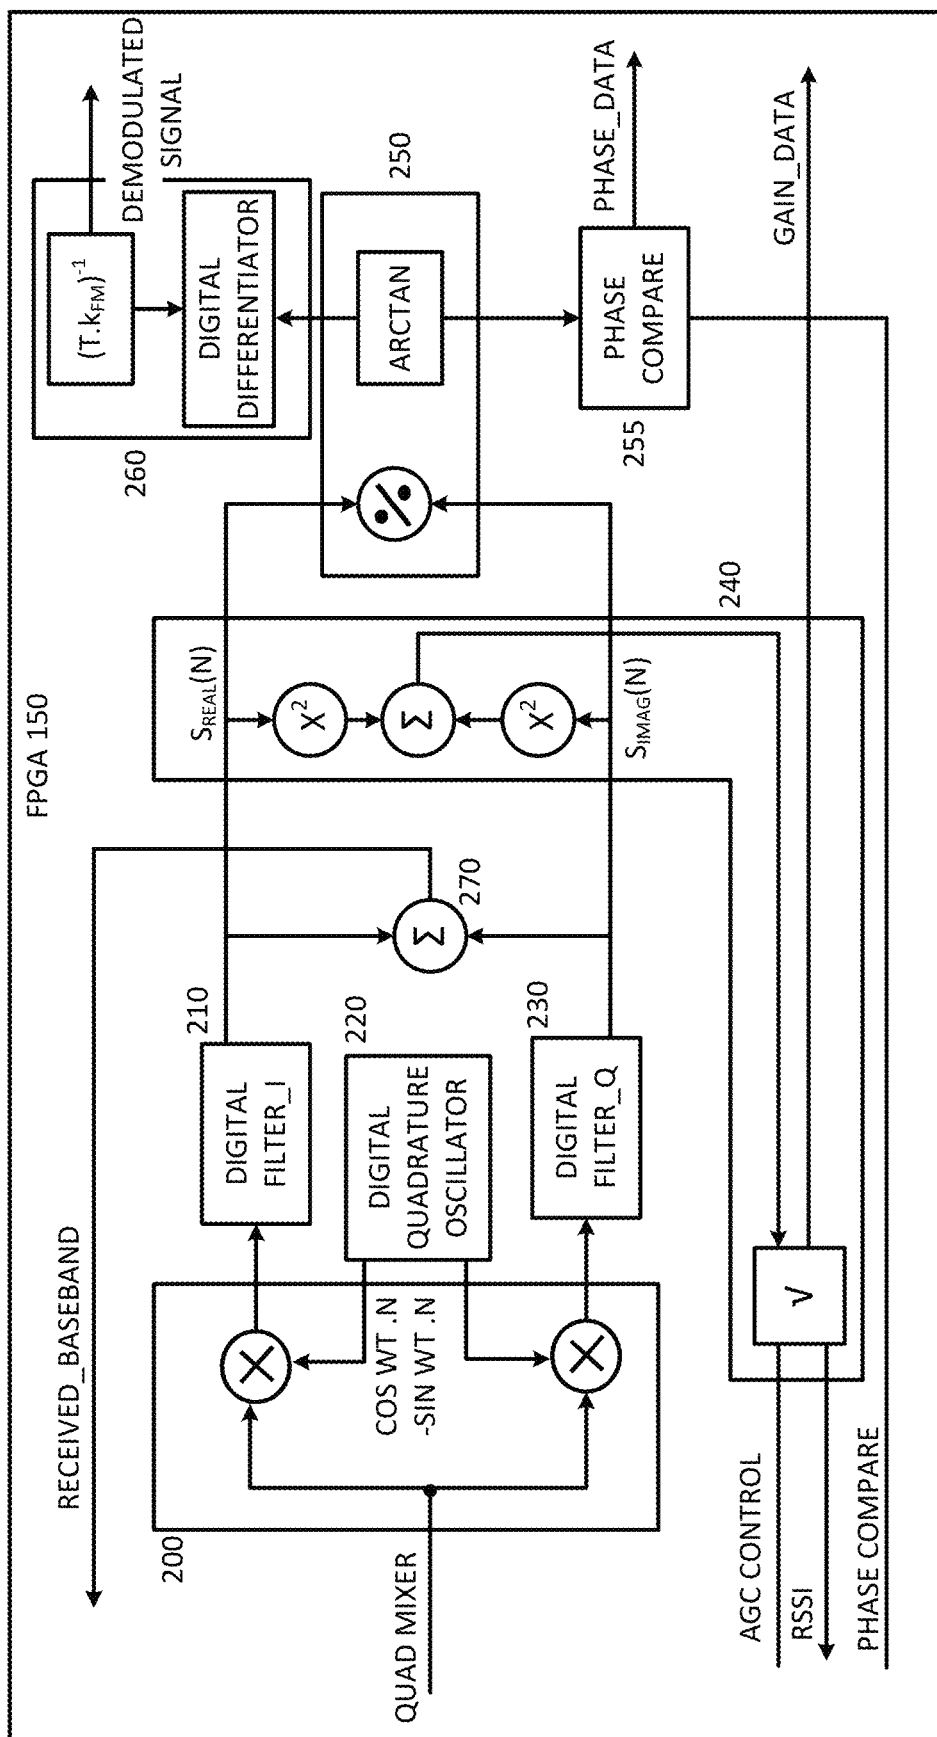 FPGA 150
RECEIVED_BASEBAND
200
QUAD MIXER
COS WT .N
-SIN WT .N
210
DIGITAL
FILTER_I
220
DIGITAL
QUADRATURE
OSCILLATOR
230
DIGITAL
FILTER_Q
Σ
270
S_REAL(N)
X²
Σ
X²
S_IMAG(N)
240
√
AGC CONTROL
RSSI
PHASE COMPARE
260
(T.k_FM)⁻¹
DIGITAL
DIFFERENTIATOR
DEMODULATED
SIGNAL
250
ARCTAN
255
PHASE
COMPARE
PHASE_DATA
GAIN_DATA